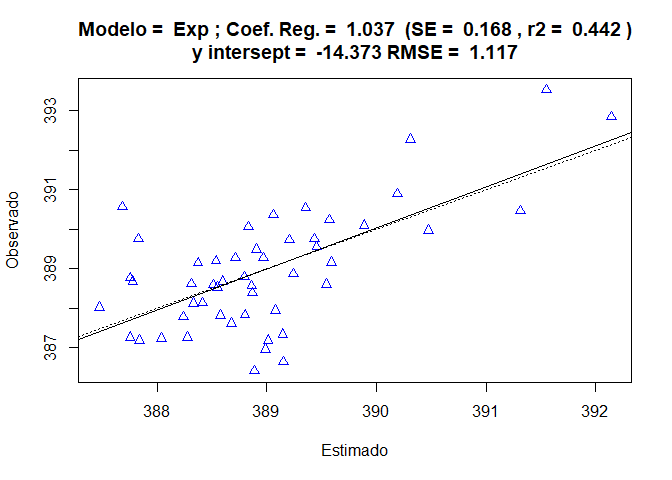 Modelo = Exp ; Coef. Reg. = 1.037 (SE = 0.168 , r2 = 0.442 )
y intersept = -14.373 RMSE = 1.117
393
391
389
387
Observado
388 389 390 391 392
Estimado